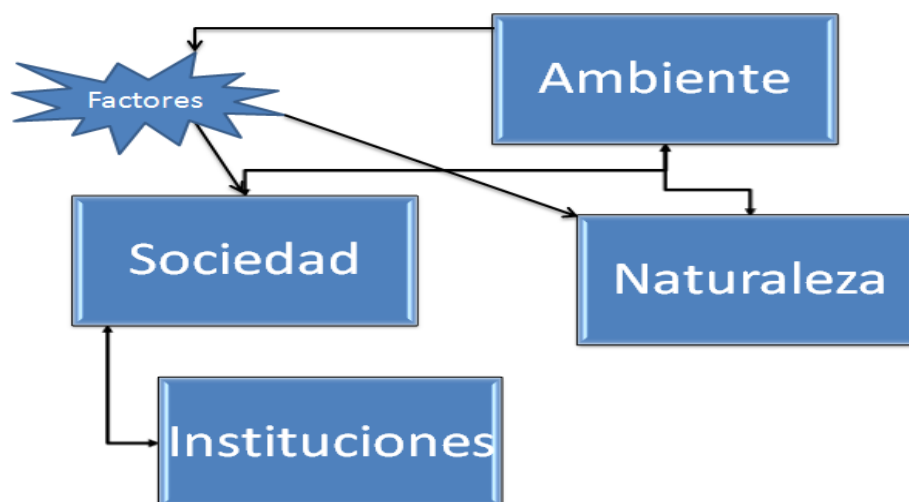 Ambiente
Factores
Sociedad
Naturaleza
Instituciones